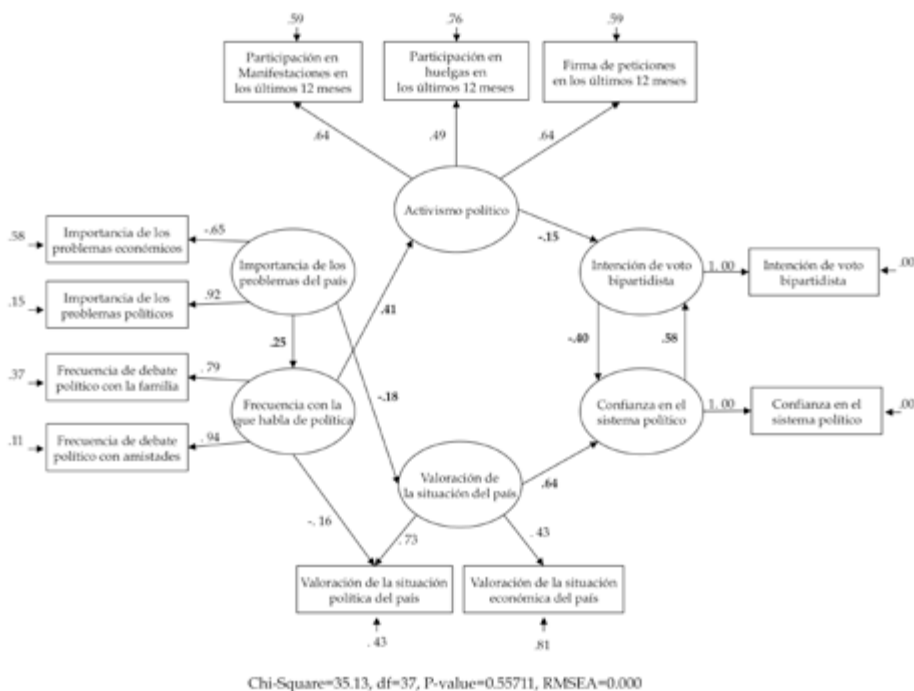 .59
.76
.59
Participación en
Manifestaciones en
los últimos 12 meses
Participación en
huelgas en
los últimos 12 meses
Firma de peticiones
en los últimos 12 meses
.64
.49
.64
Activismo político
.58
Importancia de los
problemas económicos
-.65
Importancia de los
problemas del país
-.15
Intención de voto
bipartidista
1. 00
Intención de voto
bipartidista
.00
.15
Importancia de los
problemas políticos
.92
.41
.25
-.40
.58
.37
Frecuencia de debate
político con la familia
. 79
Frecuencia con la
que habla de política
-.18
Confianza en el
sistema político
1. 00
Confianza en el
sistema político
.00
.11
Frecuencia de debate
político con amistades
. 94
Valoración de
la situación del país
.64
-. 16
. 73
. 43
Valoración de la situación
política del país
Valoración de la situación
económica del país
. 43
.81
Chi-Square=35.13, df=37, P-value=0.55711, RMSEA=0.000